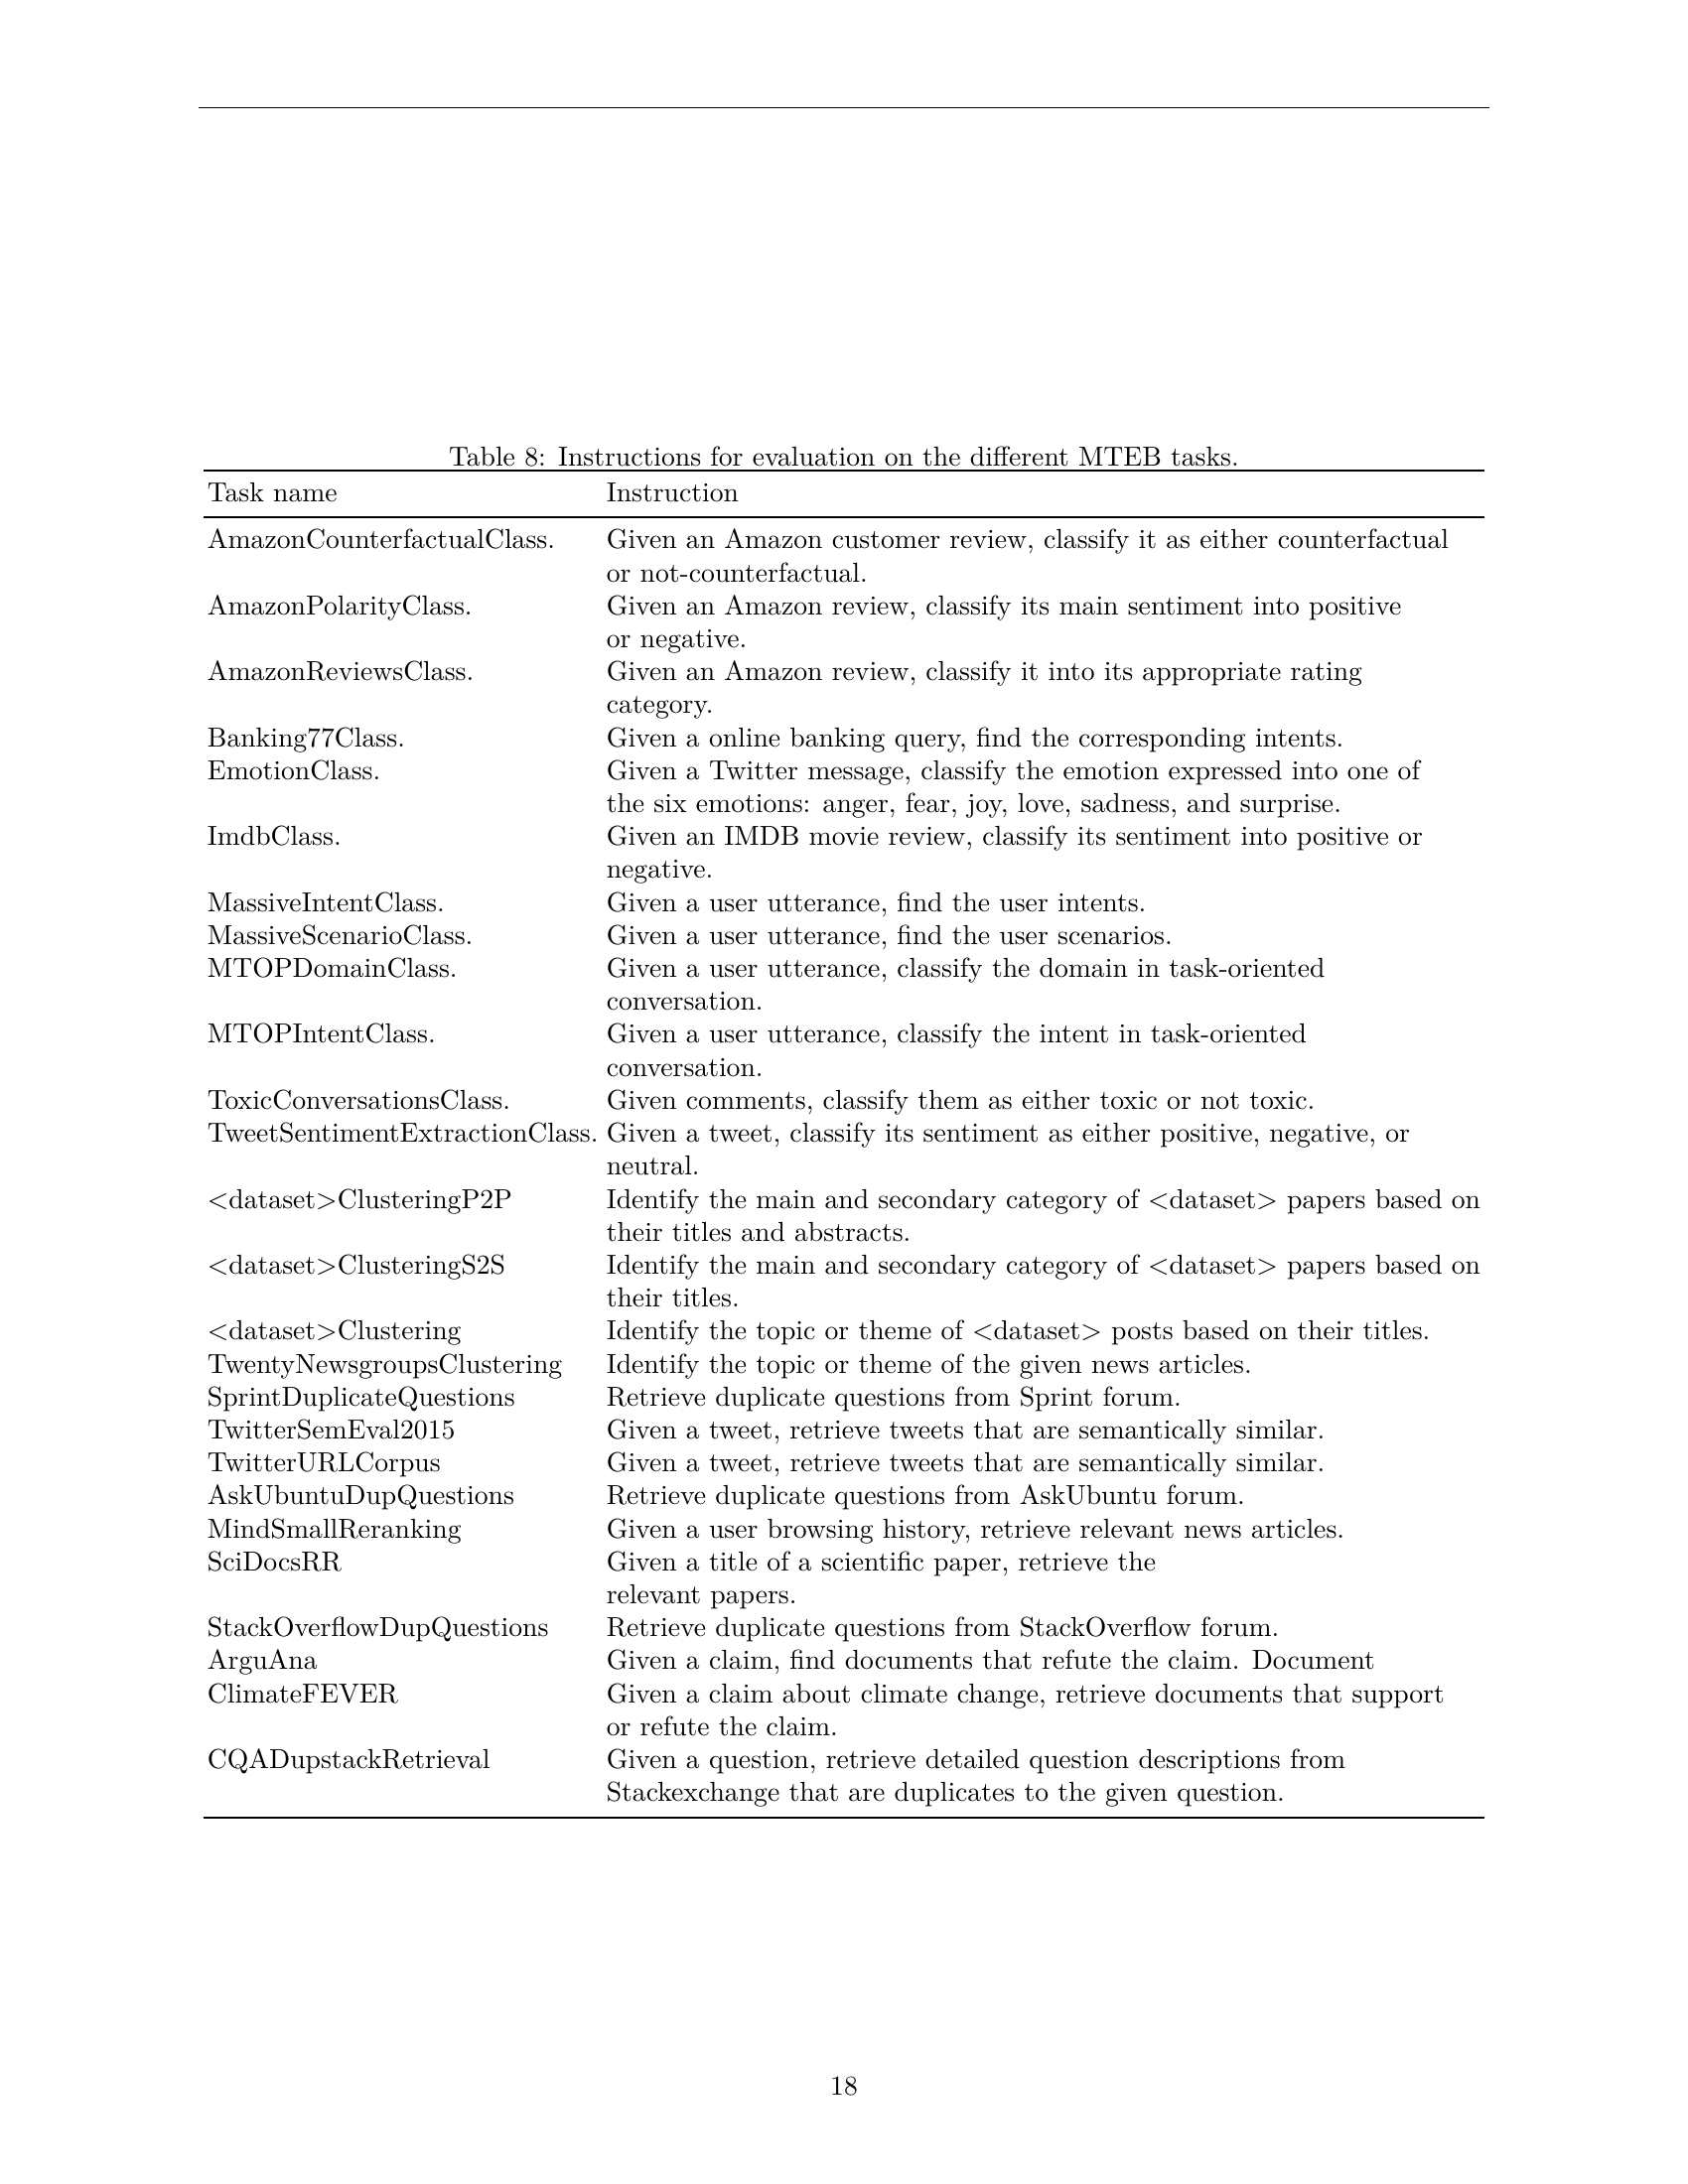 Table 8: Instructions for evaluation on the different MTEB tasks.
Task name Instruction
AmazonCounterfactualClass. Given an Amazon customer review, classify it as either counterfactual
or not-counterfactual.
AmazonPolarityClass. Given an Amazon review, classify its main sentiment into positive
or negative.
AmazonReviewsClass. Given an Amazon review, classify it into its appropriate rating
category.
Banking77Class. Given a online banking query, find the corresponding intents.
EmotionClass. Given a Twitter message, classify the emotion expressed into one of
the six emotions: anger, fear, joy, love, sadness, and surprise.
ImdbClass. Given an IMDB movie review, classify its sentiment into positive or
negative.
MassiveIntentClass. Given a user utterance, find the user intents.
MassiveScenarioClass. Given a user utterance, find the user scenarios.
MTOPDomainClass. Given a user utterance, classify the domain in task-oriented
conversation.
MTOPIntentClass. Given a user utterance, classify the intent in task-oriented
conversation.
ToxicConversationsClass. Given comments, classify them as either toxic or not toxic.
TweetSentimentExtractionClass. Given a tweet, classify its sentiment as either positive, negative, or
neutral.
<dataset>ClusteringP2P Identify the main and secondary category of <dataset> papers based on
their titles and abstracts.
<dataset>ClusteringS2S Identify the main and secondary category of <dataset> papers based on
their titles.
<dataset>Clustering Identify the topic or theme of <dataset> posts based on their titles.
TwentyNewsgroupsClustering Identify the topic or theme of the given news articles.
SprintDuplicateQuestions Retrieve duplicate questions from Sprint forum.
TwitterSemEval2015 Given a tweet, retrieve tweets that are semantically similar.
TwitterURLCorpus Given a tweet, retrieve tweets that are semantically similar.
AskUbuntuDupQuestions Retrieve duplicate questions from AskUbuntu forum.
MindSmallReranking Given a user browsing history, retrieve relevant news articles.
SciDocsRR Given a title of a scientific paper, retrieve the
relevant papers.
StackOverflowDupQuestions Retrieve duplicate questions from StackOverflow forum.
ArguAna Given a claim, find documents that refute the claim. Document
ClimateFEVER Given a claim about climate change, retrieve documents that support
or refute the claim.
CQADupstackRetrieval Given a question, retrieve detailed question descriptions from
Stackexchange that are duplicates to the given question.
18